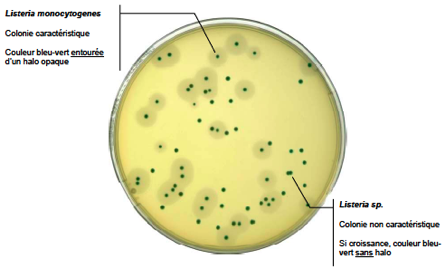 Listeria monocytogenes
Colonie caractéristique
Couleur bleu-vert entourée
d'un halo opaque
Listeria sp.
Colonie non caractéristique
Si croissance, couleur bleu-
vert sans halo